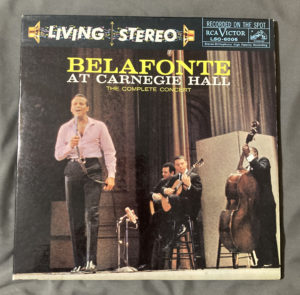 LIVING STEREO
RECORDED ON THE SPOT
RCA VICTOR
LSO-6006
BELAFONTE
AT CARNEGIE HALL
THE COMPLETE CONCERT